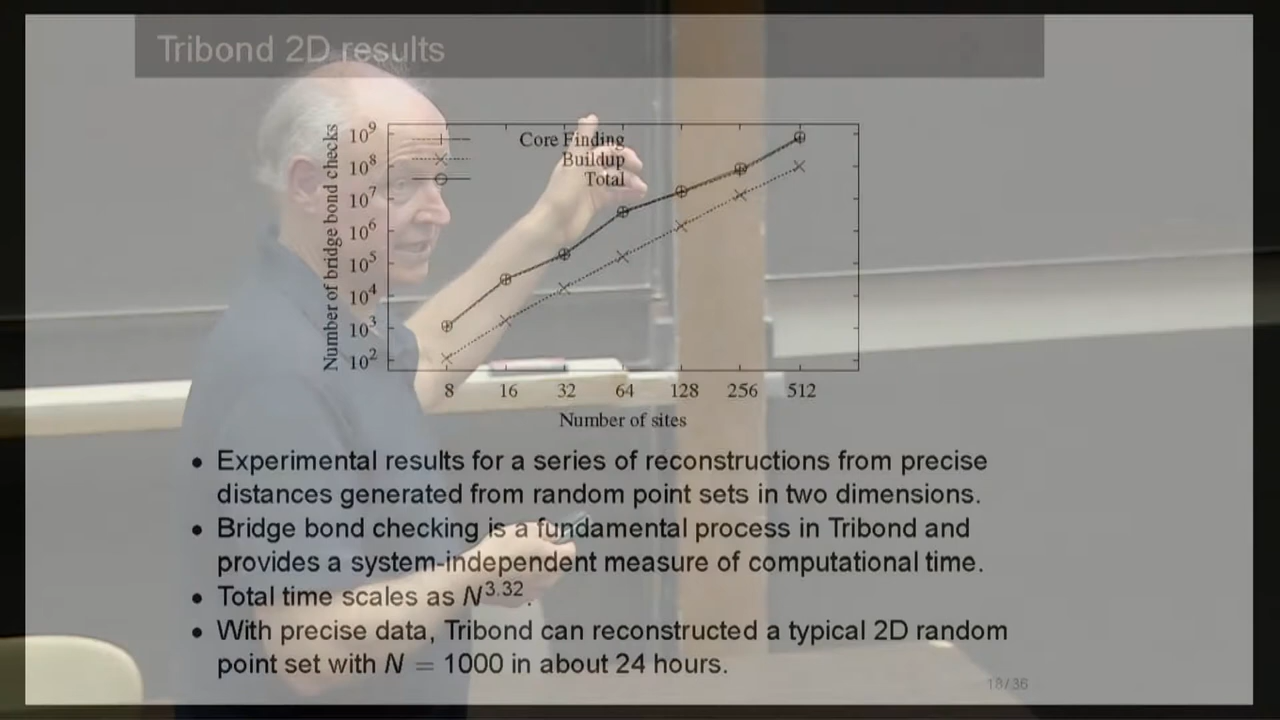 Tribond 2D results
Number of bridge bond checks
10^9
10^8
10^7
10^6
10^5
10^4
10^3
10^2
Core Finding
Buildup
Total
8 16 32 64 128 256 512
Number of sites
• Experimental results for a series of reconstructions from precise
distances generated from random point sets in two dimensions.
• Bridge bond checking is a fundamental process in Tribond and
provides a system-independent measure of computational time.
• Total time scales as N^3.32.
• With precise data, Tribond can reconstructed a typical 2D random
point set with N = 1000 in about 24 hours.
18/36